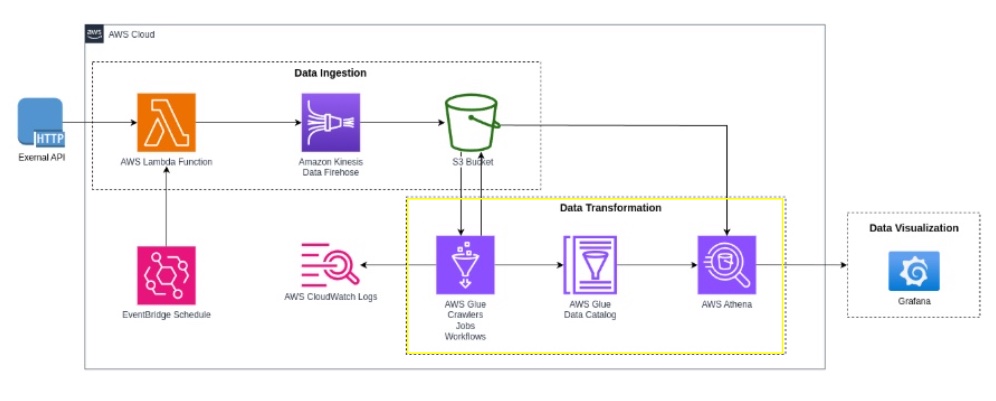 aws
AWS Cloud
Data Ingestion
HTTP
Exernal API
AWS Lambda Function
Amazon Kinesis
Data Firehose
S3 Bucket
Data Transformation
EventBridge Schedule
AWS CloudWatch Logs
AWS Glue
Crawlers
Jobs
Workflows
AWS Glue
Data Catalog
AWS Athena
Data Visualization
Grafana